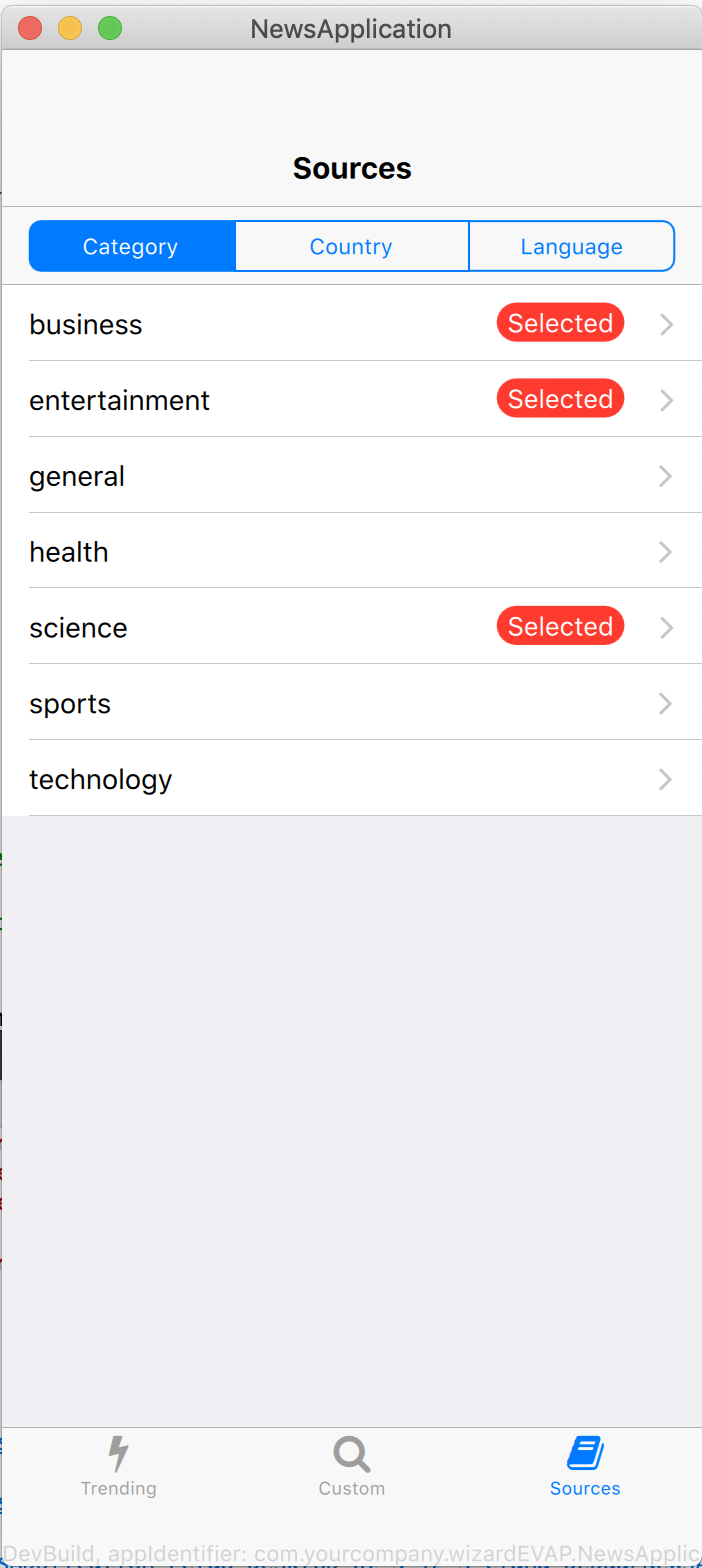 NewsApplication
Sources
Category Country Language
business Selected
entertainment Selected
general
health
science Selected
sports
technology
Trending Custom Sources
DevBuild, appIdentifier: com.yourcompany.wizardEVAP.NewsApplic